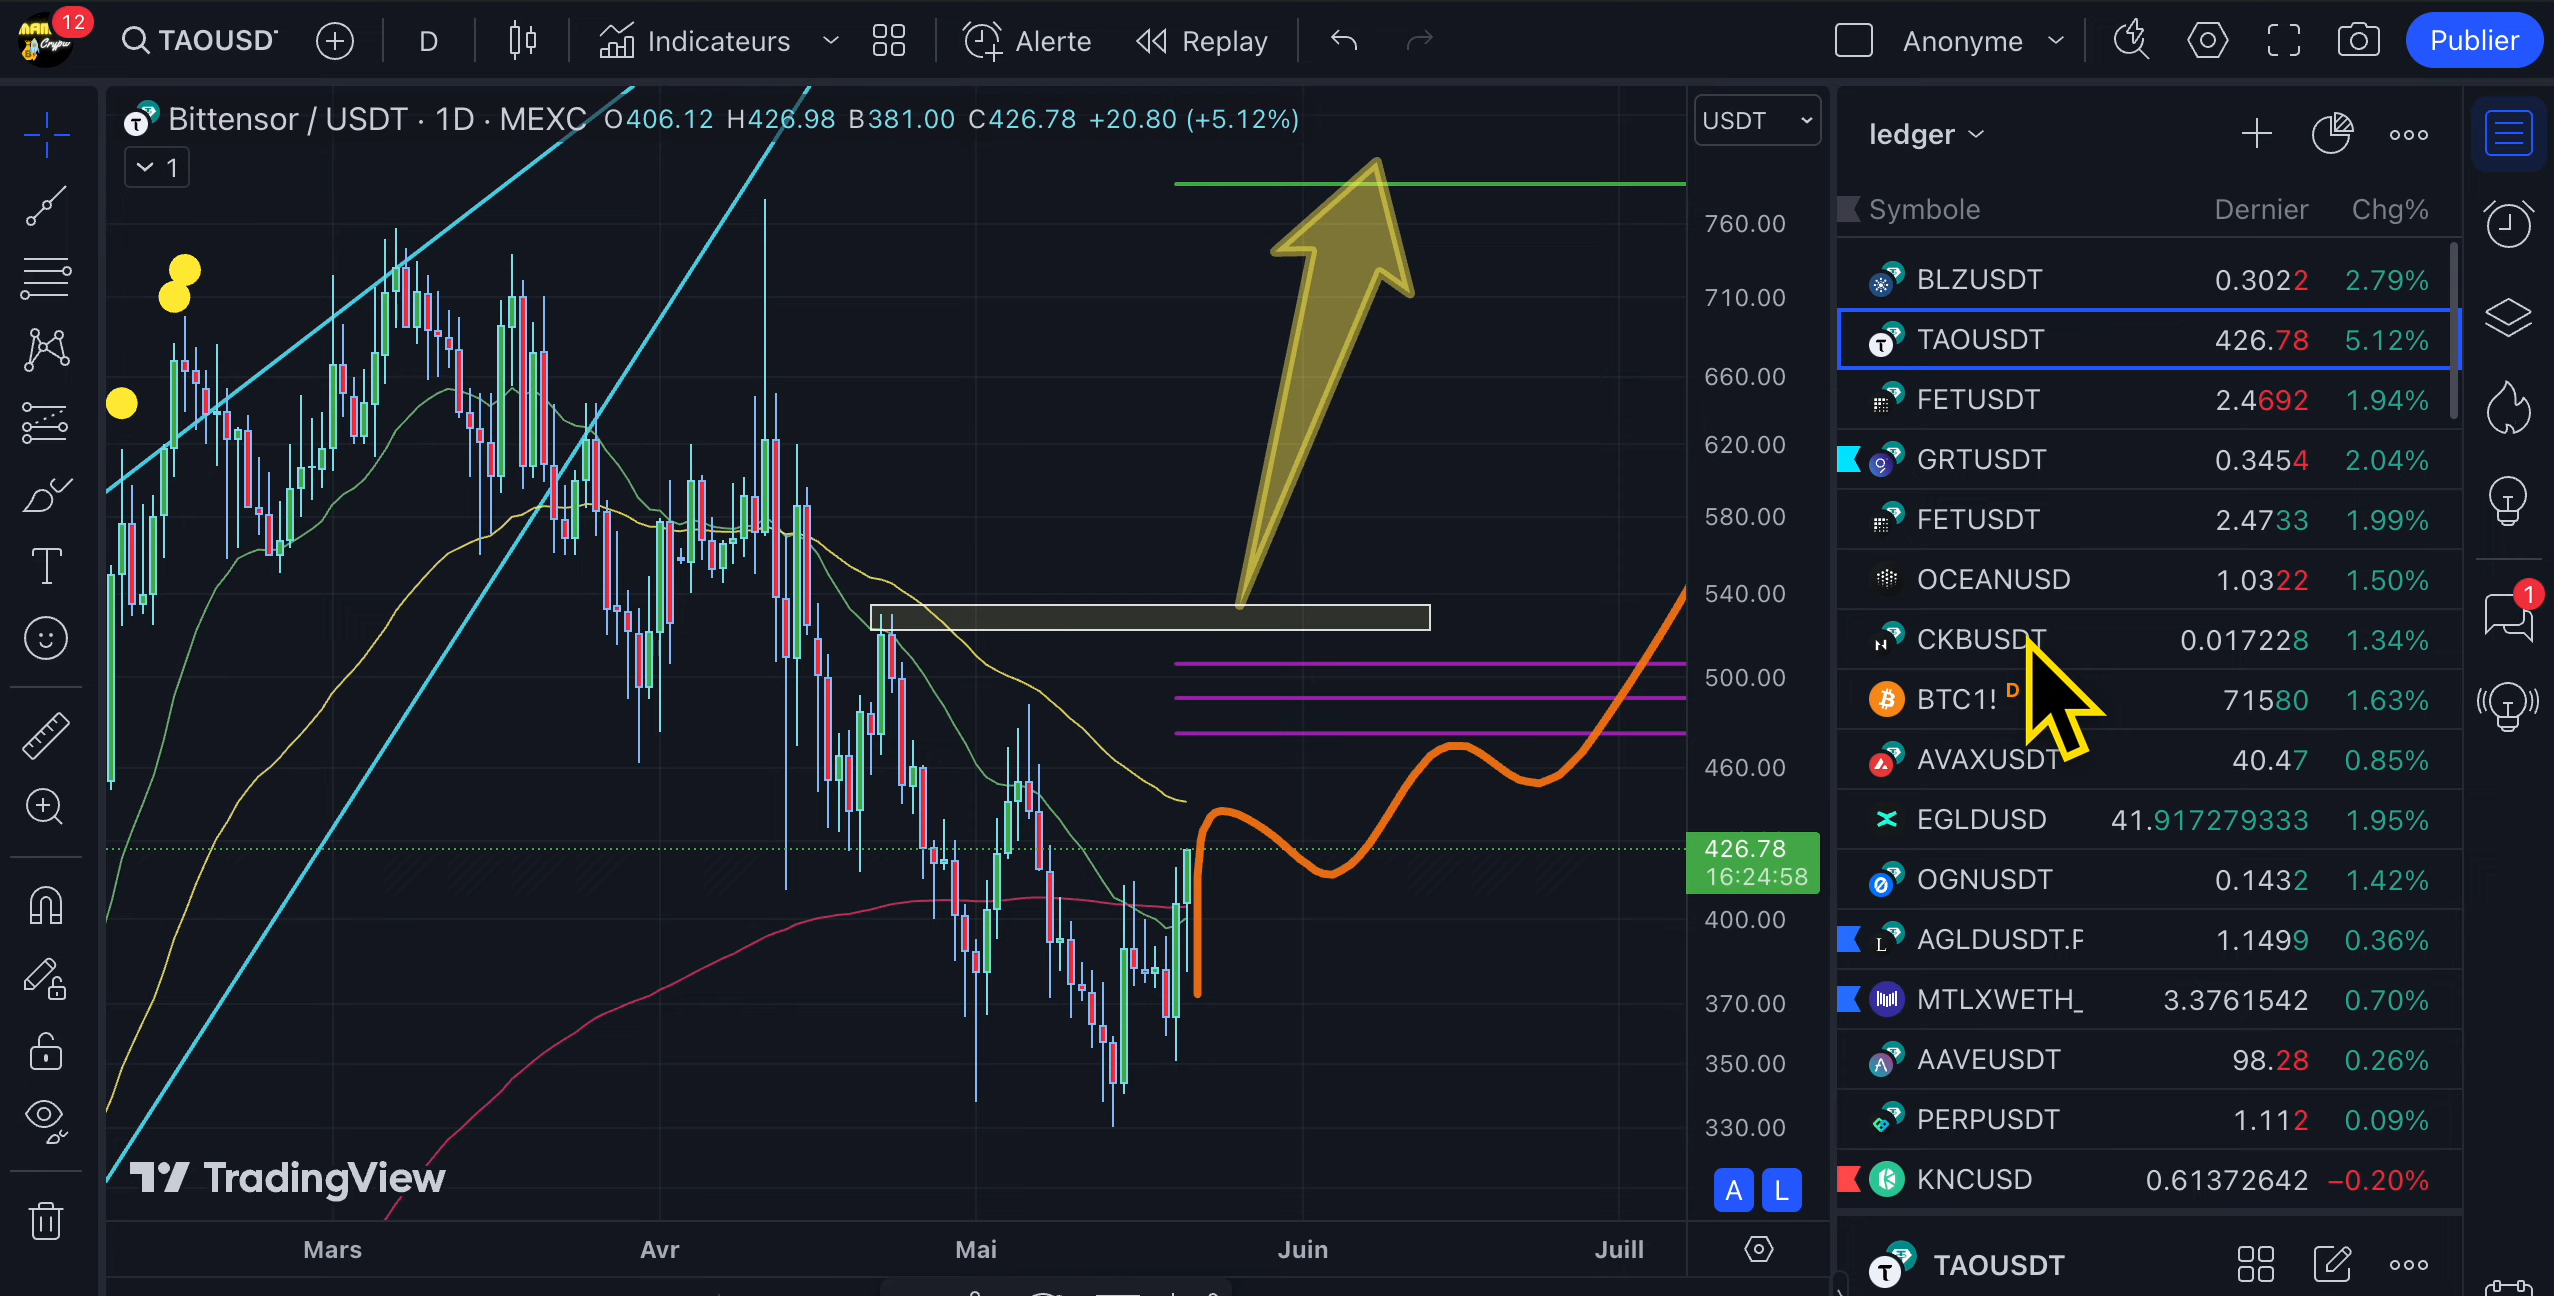 MAN
Crypto
12
TAOUSDT
D
Indicateurs
Alerte
Replay
Anonyme
Publier
Bittensor / USDT · 1D · MEXC O406.12 H426.98 B381.00 C426.78 +20.80 (+5.12%)
1
USDT
760.00
710.00
660.00
620.00
580.00
540.00
500.00
460.00
426.78
16:24:58
400.00
370.00
350.00
330.00
A L
TradingView
Mars Avr Mai Juin Juill
ledger
Symbole Dernier Chg%
BLZUSDT 0.3022 2.79%
TAOUSDT 426.78 5.12%
FETUSDT 2.4692 1.94%
GRTUSDT 0.3454 2.04%
FETUSDT 2.4733 1.99%
OCEANUSD 1.0322 1.50%
CKBUSDT 0.017228 1.34%
BTC1! D 71580 1.63%
AVAXUSDT 40.47 0.85%
EGLDUSD 41.917279333 1.95%
OGNUSDT 0.1432 1.42%
AGLDUSDT.P 1.1499 0.36%
MTLXWETH_ 3.3761542 0.70%
AAVEUSDT 98.28 0.26%
PERPUSDT 1.112 0.09%
KNCUSD 0.61372642 −0.20%
TAOUSDT
1